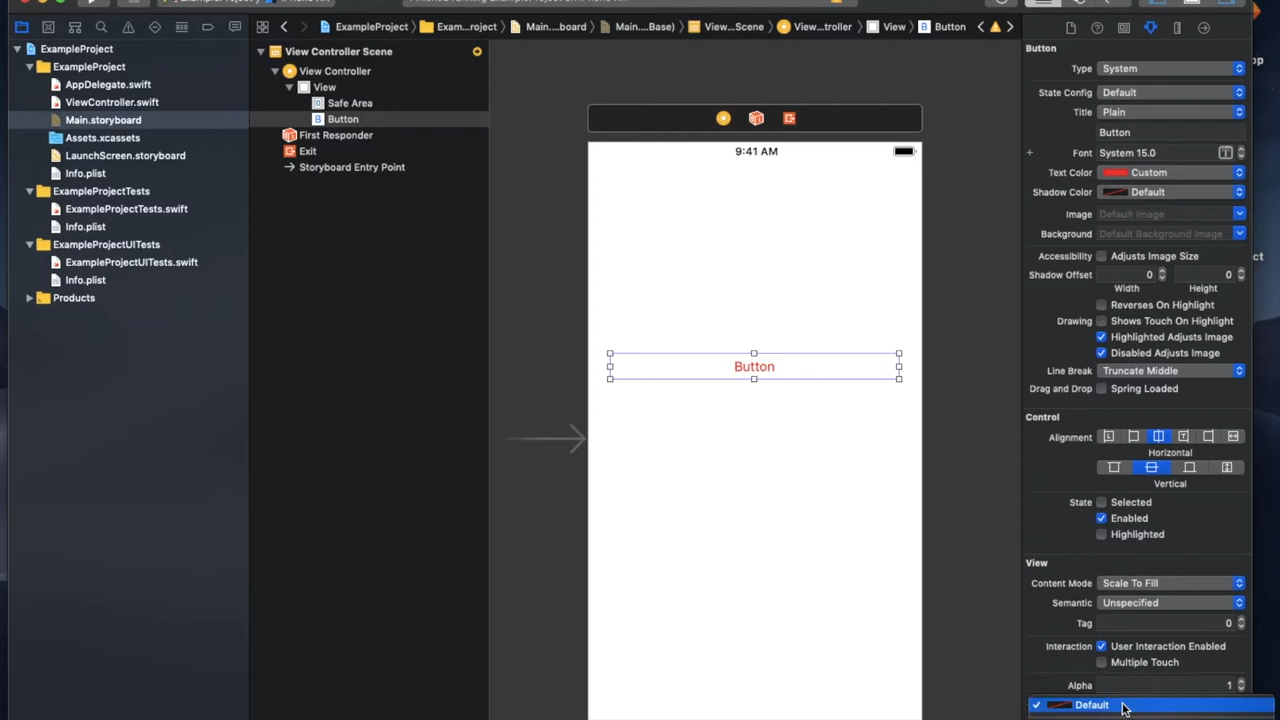 ExampleProject
Exam...roject
Main....board
Main....Base)
View...Scene
View...troller
View
Button
ExampleProject
ExampleProject
AppDelegate.swift
ViewController.swift
Main.storyboard
Assets.xcassets
LaunchScreen.storyboard
Info.plist
ExampleProjectTests
ExampleProjectTests.swift
Info.plist
ExampleProjectUITests
ExampleProjectUITests.swift
Info.plist
Products
View Controller Scene
View Controller
View
Safe Area
B Button
First Responder
Exit
Storyboard Entry Point
9:41 AM
Button
Button
Type System
State Config Default
Title Plain
Button
+ Font System 15.0 T
Text Color Custom
Shadow Color Default
Image Default Image
Background Default Background Image
Accessibility Adjusts Image Size
Shadow Offset 0 0
Width Height
Reverses On Highlight
Drawing Shows Touch On Highlight
Highlighted Adjusts Image
Disabled Adjusts Image
Line Break Truncate Middle
Drag and Drop Spring Loaded
Control
Alignment
Horizontal
Vertical
State Selected
Enabled
Highlighted
View
Content Mode Scale To Fill
Semantic Unspecified
Tag 0
Interaction User Interaction Enabled
Multiple Touch
Alpha 1
Default